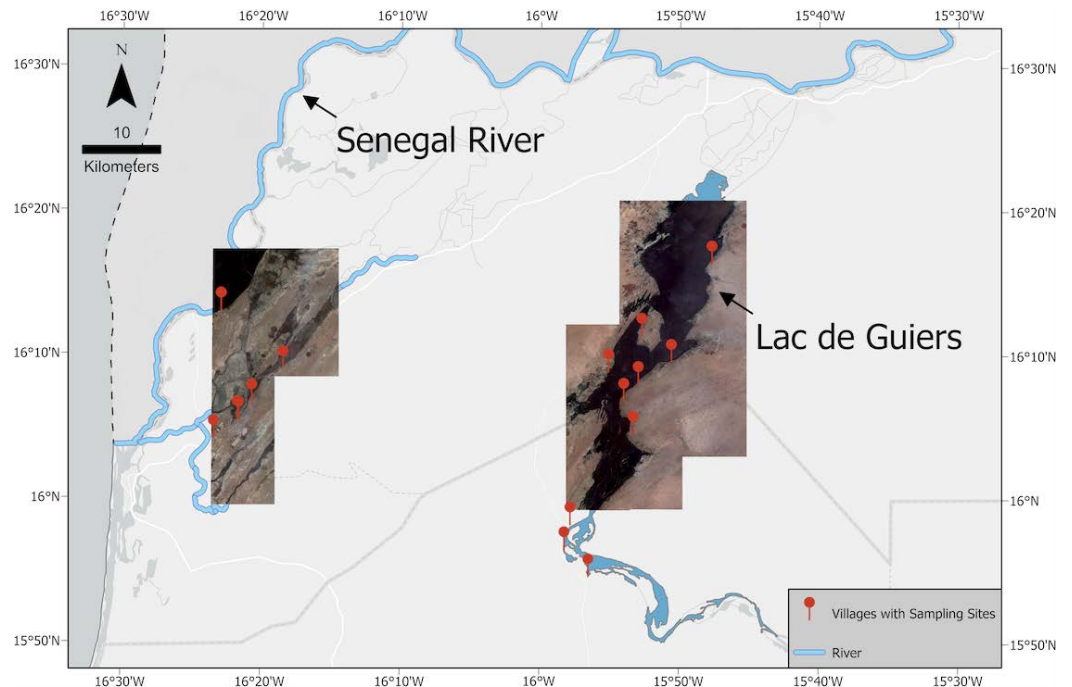 16°30'W 16°20'W 16°10'W 16°W 15°50'W 15°40'W 15°30'W
16°30'N
16°30'N
N
10
Kilometers
Senegal River
16°20'N
16°20'N
Lac de Guiers
16°10'N
16°10'N
16°N
16°N
Villages with Sampling Sites
River
15°50'N
15°50'N
16°30'W 16°20'W 16°10'W 16°W 15°50'W 15°40'W 15°30'W